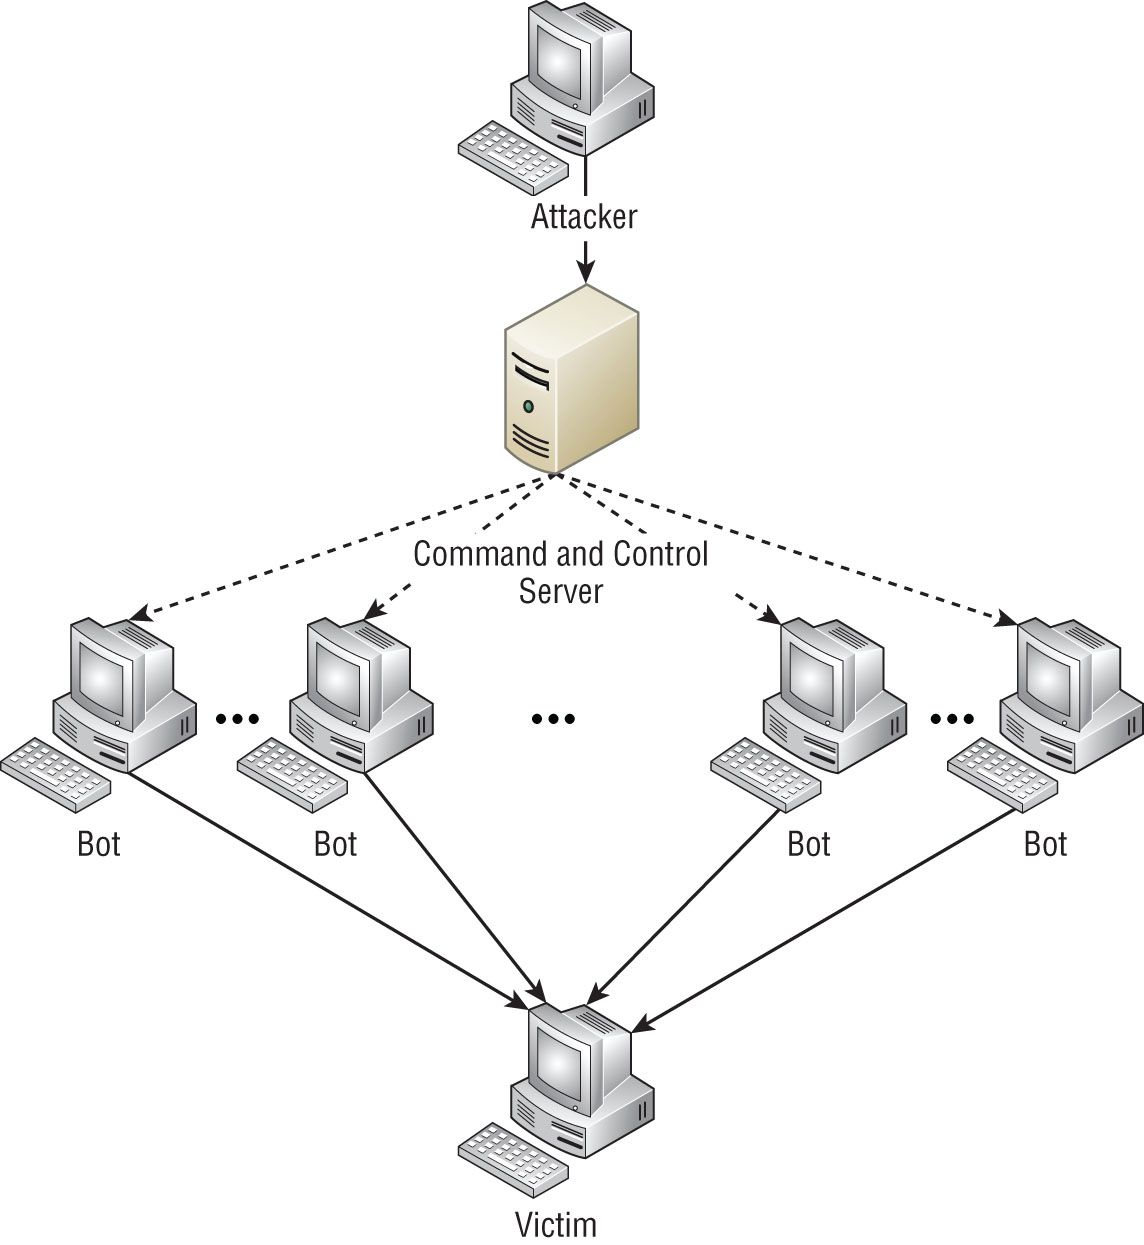 Attacker
Command and Control
Server
Bot
Bot
Bot
Bot
Victim